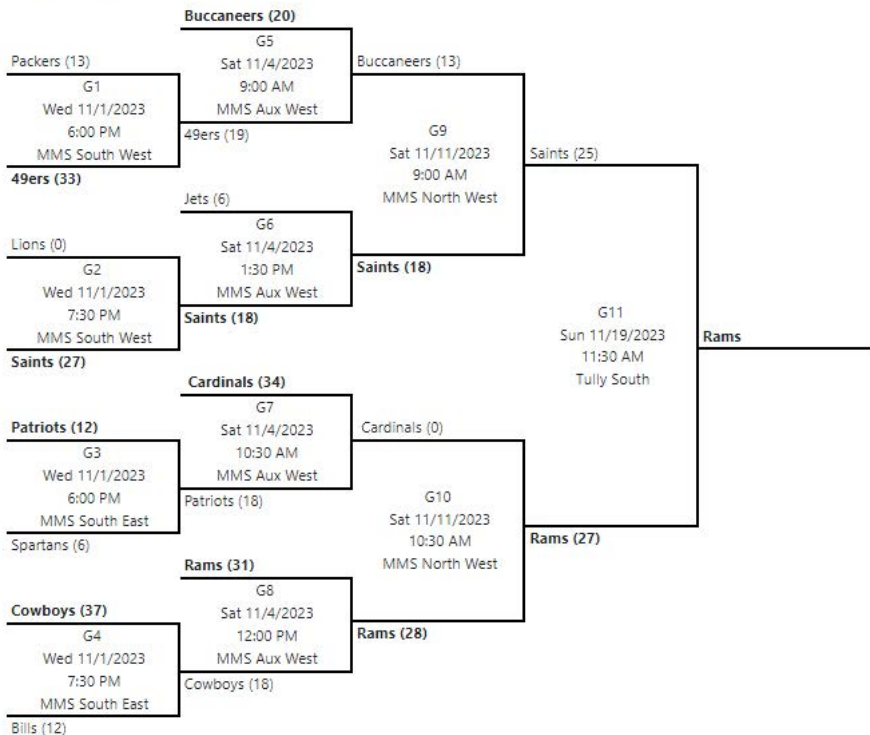 Buccaneers (20)
G5
Sat 11/4/2023
9:00 AM
MMS Aux West
49ers (19)
Packers (13)
G1
Wed 11/1/2023
6:00 PM
MMS South West
49ers (33)
Buccaneers (13)
G9
Sat 11/11/2023
9:00 AM
MMS North West
Saints (18)
Saints (25)
Jets (6)
G6
Sat 11/4/2023
1:30 PM
MMS Aux West
Saints (18)
Lions (0)
G2
Wed 11/1/2023
7:30 PM
MMS South West
Saints (27)
G11
Sun 11/19/2023
11:30 AM
Tully South
Rams
Cardinals (34)
G7
Sat 11/4/2023
10:30 AM
MMS Aux West
Patriots (18)
Patriots (12)
G3
Wed 11/1/2023
6:00 PM
MMS South East
Spartans (6)
Cardinals (0)
G10
Sat 11/11/2023
10:30 AM
MMS North West
Rams (28)
Rams (27)
Rams (31)
G8
Sat 11/4/2023
12:00 PM
MMS Aux West
Cowboys (18)
Cowboys (37)
G4
Wed 11/1/2023
7:30 PM
MMS South East
Bills (12)